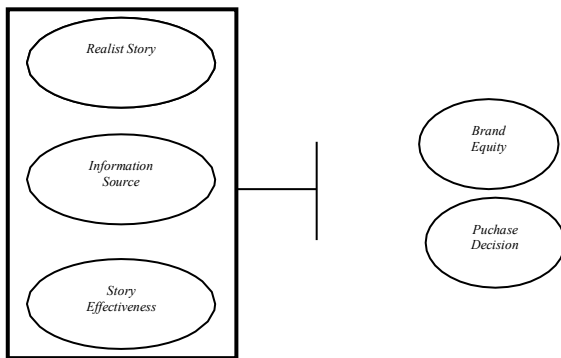 Realist Story
Information
Source
Story
Effectiveness
Brand
Equity
Puchase
Decision